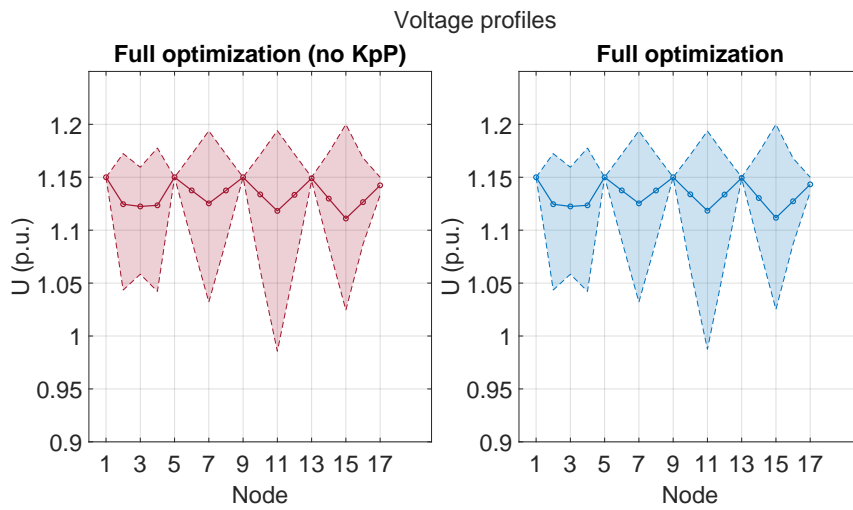 Voltage profiles
Full optimization (no KpP)
U (p.u.)
1.2
1.15
1.1
1.05
1
0.95
0.9
1 3 5 7 9 11 13 15 17
Node
Full optimization
U (p.u.)
1.2
1.15
1.1
1.05
1
0.95
0.9
1 3 5 7 9 11 13 15 17
Node